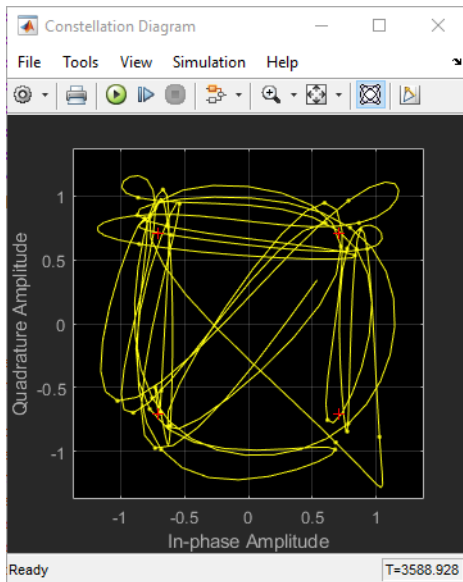 Constellation Diagram
File Tools View Simulation Help
1
0.5
0
-0.5
-1
Quadrature Amplitude
-1 -0.5 0 0.5 1
In-phase Amplitude
Ready T=3588.928